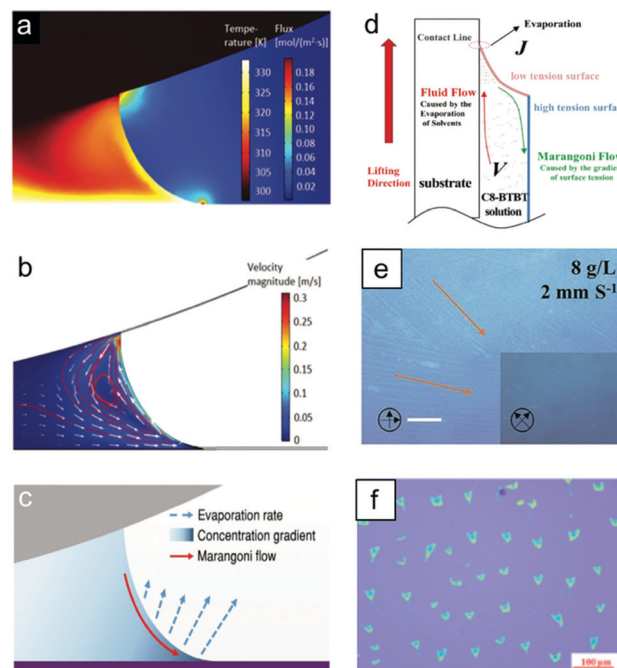 a
Tempe-
rature [K]
Flux
[mol/(m²·s)]
330
325
320
315
310
305
300
0.18
0.16
0.14
0.12
0.10
0.08
0.06
0.04
0.02
b
Velocity
magnitude [m/s]
0.3
0.25
0.2
0.15
0.1
0.05
0
c
Evaporation rate
Concentration gradient
Marangoni flow
d
Contact Line
Evaporation
J
low tension surface
Fluid Flow
Caused by the
Evaporation
of Solvents
high tension surfac
Marangoni Flow
Caused by the gradien
of surface tension
Lifting
Direction
substrate
V
C8-BTBT
solution
e
8 g/L
2 mm S⁻¹
f
100 μm